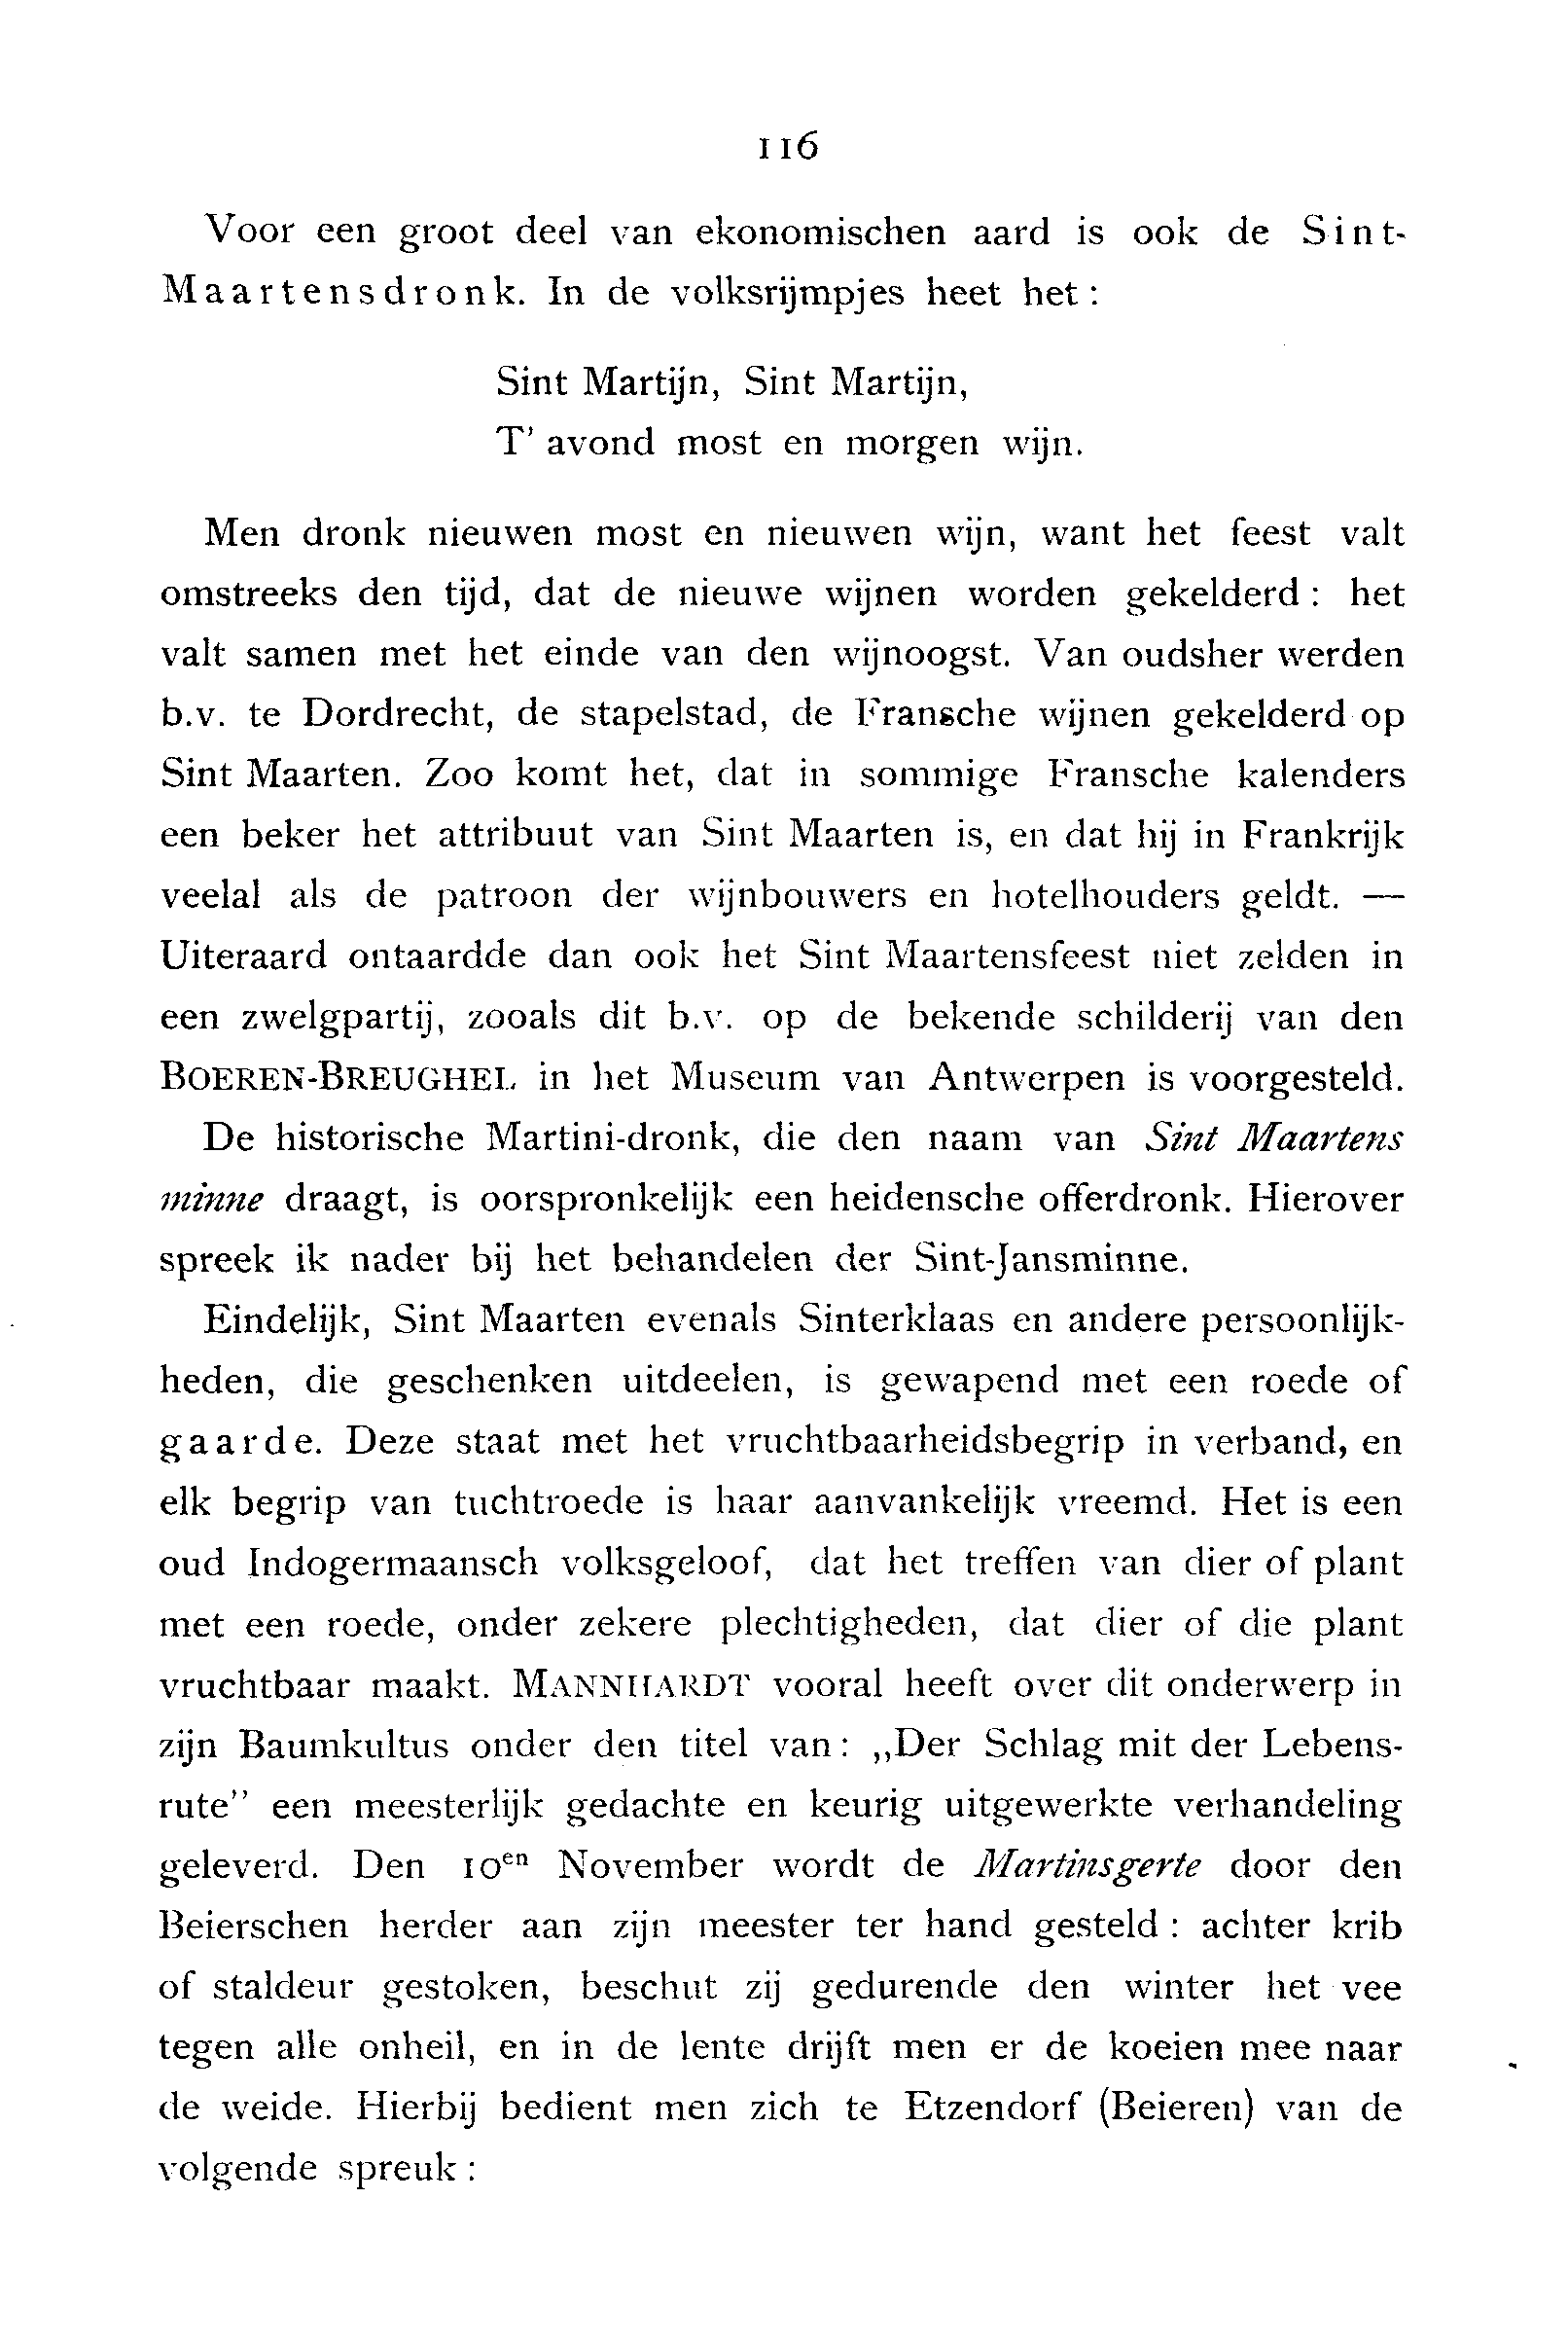 116
Voor een groot deel van ekonomischen aard is ook de Sint-
Maartensdronk. In de volksrijmpjes heet het:
Sint Martijn, Sint Martijn,
T' avond most en morgen wijn.
Men dronk nieuwen most en nieuwen wijn, want het feest valt
omstreeks den tijd, dat de nieuwe wijnen worden gekelderd: het
valt samen met het einde van den wijnoogst. Van oudsher werden
b.v. te Dordrecht, de stapelstad, de Fransche wijnen gekelderd op
Sint Maarten. Zoo komt het, dat in sommige Fransche kalenders
een beker het attribuut van Sint Maarten is, en dat hij in Frankrijk
veelal als de patroon der wijnbouwers en hotelhouders geldt. —
Uiteraard ontaardde dan ook het Sint Maartensfeest niet zelden in
een zwelgpartij, zooals dit b.v. op de bekende schilderij van den
BOEREN-BREUGHEL in het Museum van Antwerpen is voorgesteld.
De historische Martini-dronk, die den naam van Sint Maartens
minne draagt, is oorspronkelijk een heidensche offerdronk. Hierover
spreek ik nader bij het behandelen der Sint-Jansminne.
Eindelijk, Sint Maarten evenals Sinterklaas en andere persoonlijk-
heden, die geschenken uitdeelen, is gewapend met een roede of
gaarde. Deze staat met het vruchtbaarheidsbegrip in verband, en
elk begrip van tuchtroede is haar aanvankelijk vreemd. Het is een
oud Indogermaansch volksgeloof, dat het treffen van dier of plant
met een roede, onder zekere plechtigheden, dat dier of die plant
vruchtbaar maakt. MANNHARDT vooral heeft over dit onderwerp in
zijn Baumkultus onder den titel van: „Der Schlag mit der Lebens-
rute” een meesterlijk gedachte en keurig uitgewerkte verhandeling
geleverd. Den 10en November wordt de Martinsgerte door den
Beierschen herder aan zijn meester ter hand gesteld: achter krib
of staldeur gestoken, beschut zij gedurende den winter het vee
tegen alle onheil, en in de lente drijft men er de koeien mee naar
de weide. Hierbij bedient men zich te Etzendorf (Beieren) van de
volgende spreuk: